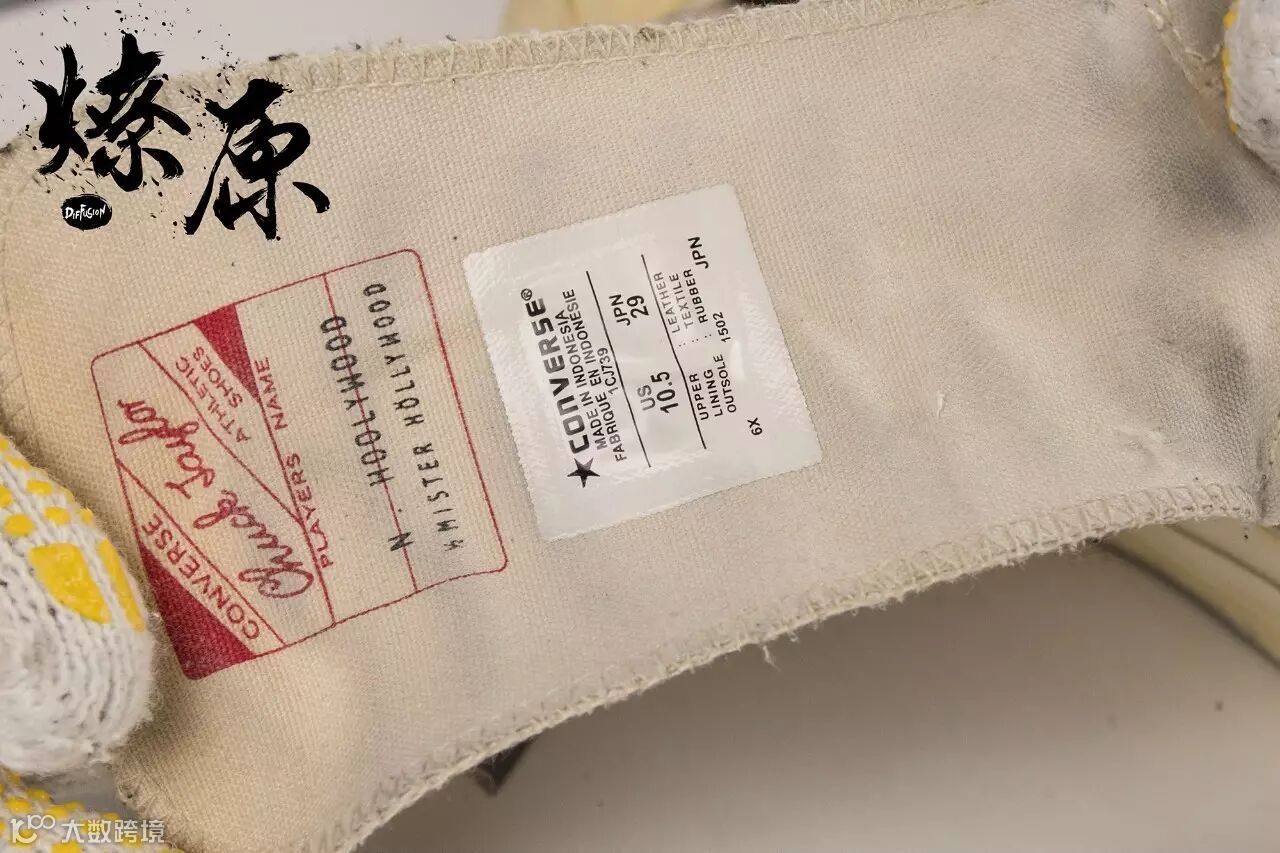 燎原
DIFFUSION
CONVERSE
Chuck Taylor
ATHLETIC
SHOES
PLAYERS NAME
N. HOOLYWOOD
MISTER HOLLYWOOD
CONVERSE®
MADE IN INDONESIA
FABRIQUE EN INDONESIE
1CJ739
US JPN
10.5 29
UPPER : LEATHER
LINING : TEXTILE
OUTSOLE : RUBBER
1502 JPN
6X
大数跨境